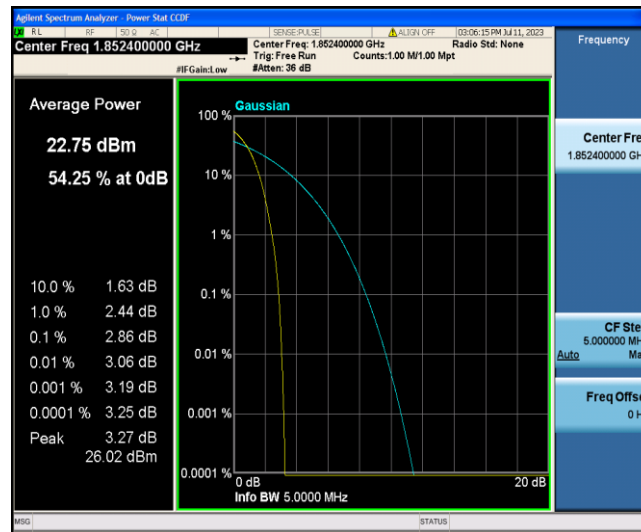 Agilent Spectrum Analyzer - Power Stat CCDF
RL RF 50 Ω AC SENSE:PULSE ALIGN OFF 03:06:15 PM Jul 11, 2023
Center Freq 1.852400000 GHz
Center Freq: 1.852400000 GHz Radio Std: None
Trig: Free Run Counts:1.00 M/1.00 Mpt
#IFGain:Low #Atten: 36 dB
Frequency
Average Power
22.75 dBm
54.25 % at 0dB
10.0 % 1.63 dB
1.0 % 2.44 dB
0.1 % 2.86 dB
0.01 % 3.06 dB
0.001 % 3.19 dB
0.0001 % 3.25 dB
Peak 3.27 dB
26.02 dBm
Gaussian
100 %
10 %
1 %
0.1 %
0.01 %
0.001 %
0.0001 %
0 dB 20 dB
Info BW 5.0000 MHz
Center Fre
1.852400000 GH
CF Ste
5.000000 MH
Auto Ma
Freq Offs
0 H
MSG STATUS